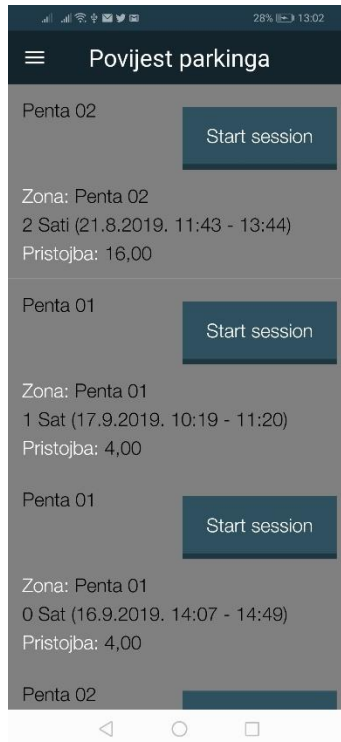 28% 13:02
Povijest parkinga
Penta 02
Start session
Zona: Penta 02
2 Sati (21.8.2019. 11:43 - 13:44)
Pristojba: 16,00
Penta 01
Start session
Zona: Penta 01
1 Sat (17.9.2019. 10:19 - 11:20)
Pristojba: 4,00
Penta 01
Start session
Zona: Penta 01
0 Sat (16.9.2019. 14:07 - 14:49)
Pristojba: 4,00
Penta 02